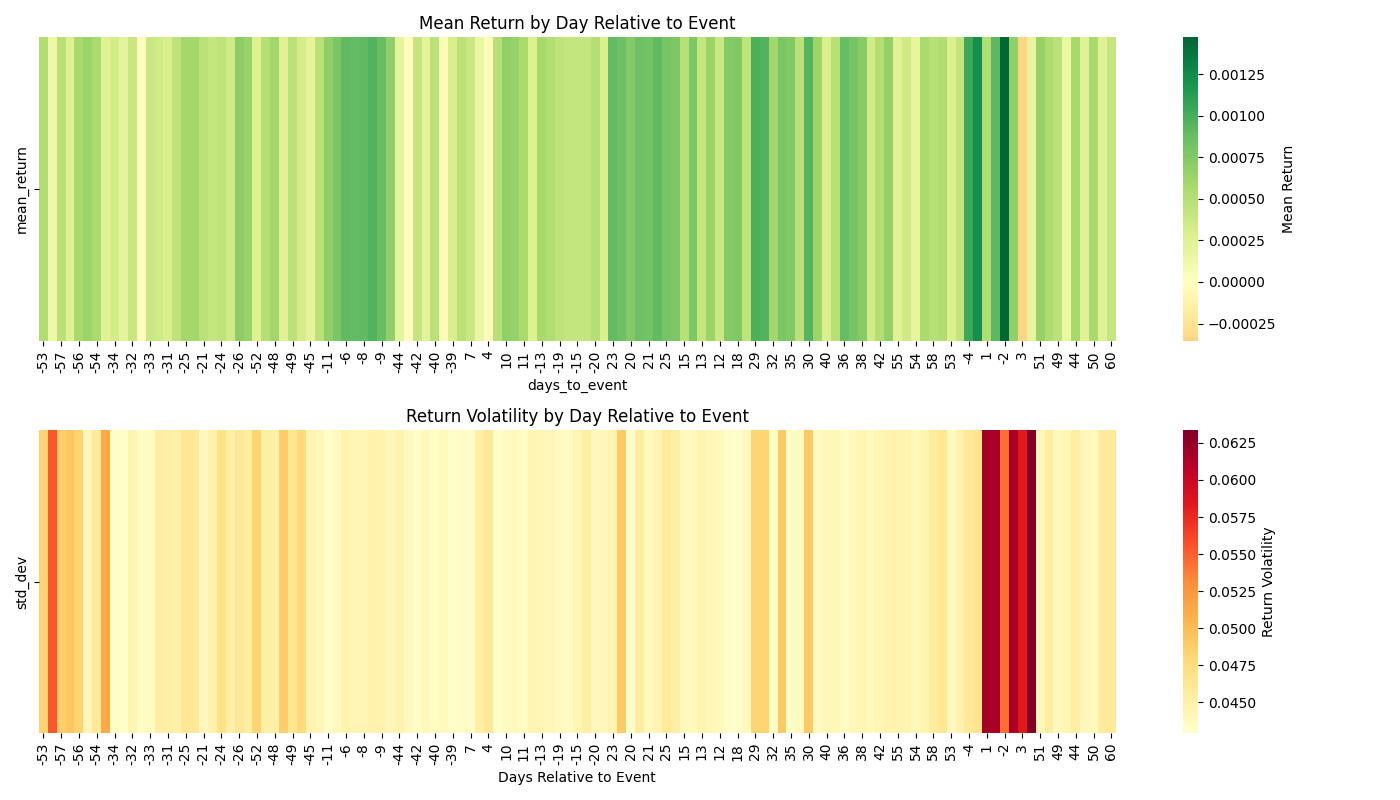 Mean Return by Day Relative to Event
mean_return
-53 -57 -56 -54 -34 -33 -31 -25 -21 -24 -26 -52 -48 -49 -45 -11 -6 -8 -9 -44 -42 -40 -39 7 4 10 11 -13 -19 -15 -20 23 20 21 25 15 13 12 18 29 32 35 30 40 36 38 42 55 54 58 53 -4 1 -2 3 51 49 44 50 60
days_to_event
0.00125
0.00100
0.00075
0.00050
0.00025
0.00000
−0.00025
Mean Return
Return Volatility by Day Relative to Event
std_dev
-53 -57 -56 -54 -34 -33 -31 -25 -21 -24 -26 -52 -48 -49 -45 -11 -6 -8 -9 -44 -42 -40 -39 7 4 10 11 -13 -19 -15 -20 23 20 21 25 15 13 12 18 29 32 35 30 40 36 38 42 55 54 58 53 -4 1 -2 3 51 49 44 50 60
Days Relative to Event
0.0625
0.0600
0.0575
0.0550
0.0525
0.0500
0.0475
0.0450
Return Volatility